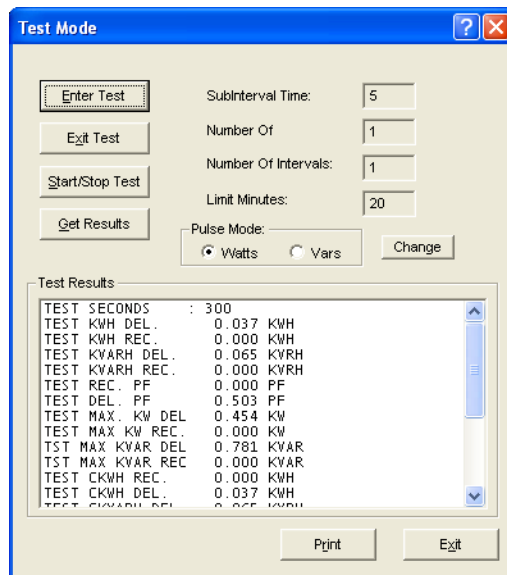 Test Mode
Enter Test
Exit Test
Start/Stop Test
Get Results
SubInterval Time: 5
Number Of 1
Number Of Intervals: 1
Limit Minutes: 20
Pulse Mode:
Watts Vars
Change
Test Results
TEST SECONDS : 300
TEST KWH DEL. 0.037 KWH
TEST KWH REC. 0.000 KWH
TEST KVARH DEL. 0.065 KVRH
TEST KVARH REC. 0.000 KVRH
TEST REC. PF 0.000 PF
TEST DEL. PF 0.503 PF
TEST MAX. KW DEL 0.454 KW
TEST MAX KW REC. 0.000 KW
TST MAX KVAR DEL 0.781 KVAR
TST MAX KVAR REC 0.000 KVAR
TEST CKWH REC. 0.000 KWH
TEST CKWH DEL. 0.037 KWH
Print
Exit